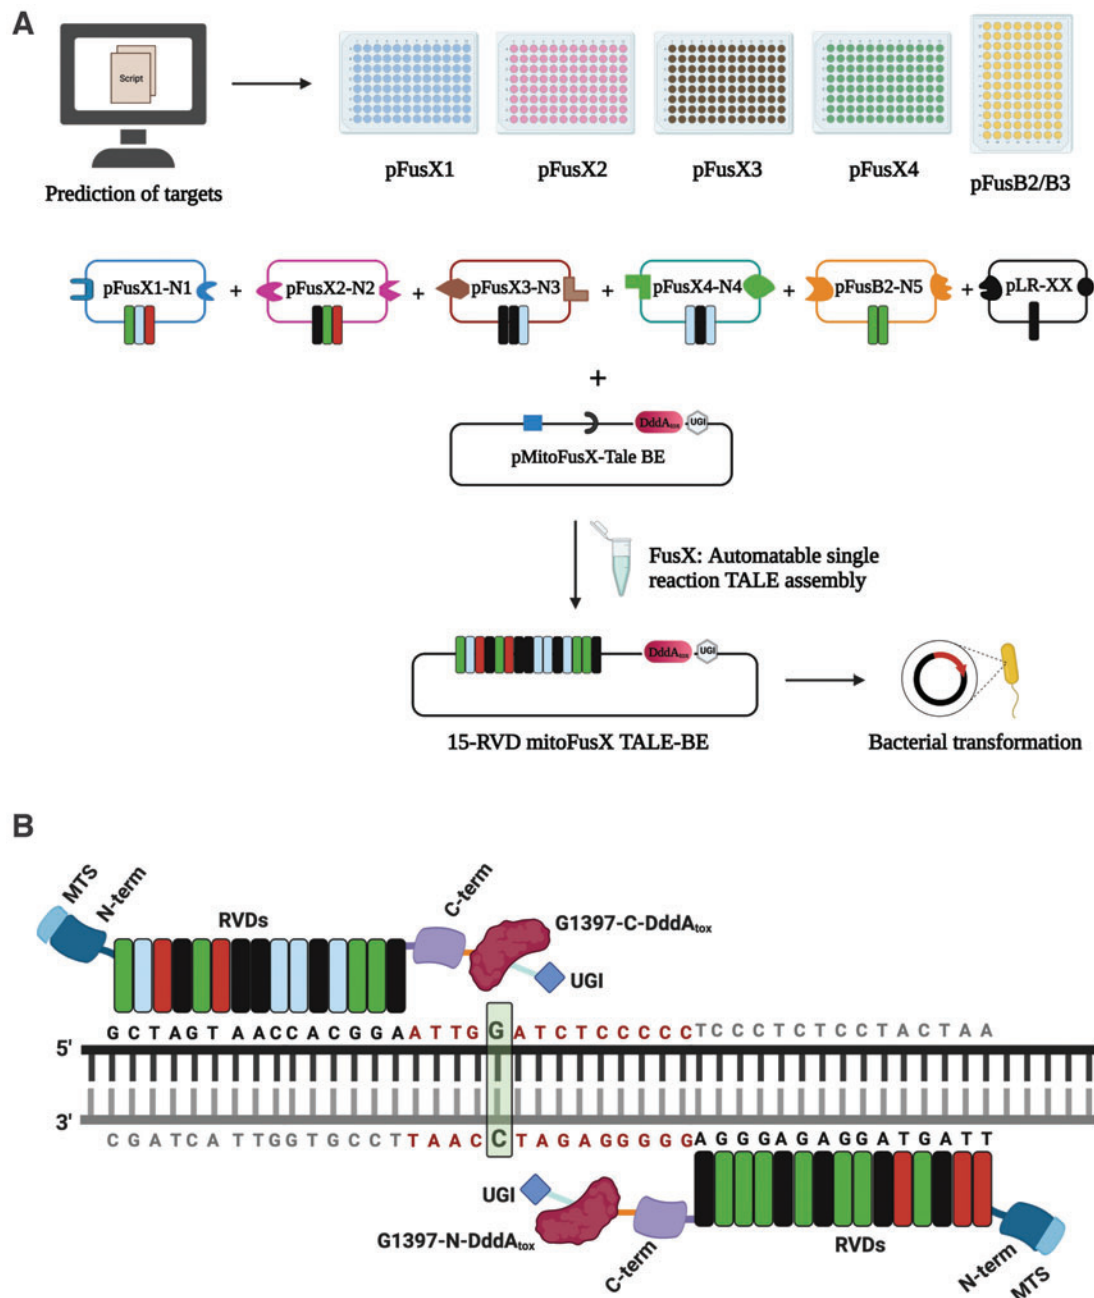 A
Script
Prediction of targets
pFusX1
pFusX2
pFusX3
pFusX4
pFusB2/B3
pFusX1-N1 + pFusX2-N2 + pFusX3-N3 + pFusX4-N4 + pFusB2-N5 + pLR-XX
+
DddAtox UGI
pMitoFusX-Tale BE
FusX: Automatable single
reaction TALE assembly
DddAtox UGI
15-RVD mitoFusX TALE-BE
Bacterial transformation
B
MTS
N-term
RVDs
C-term
G1397-C-DddAtox
UGI
GCTAGTAACCACGGAATTGGATCTCCCCCTCCCTCTCCTACTAA
5'
3'
CGATCATTGGTGCCTTAACCTAGAGGGGGAGGGAGAGGATGATT
UGI
G1397-N-DddAtox
C-term
RVDs
N-term
MTS